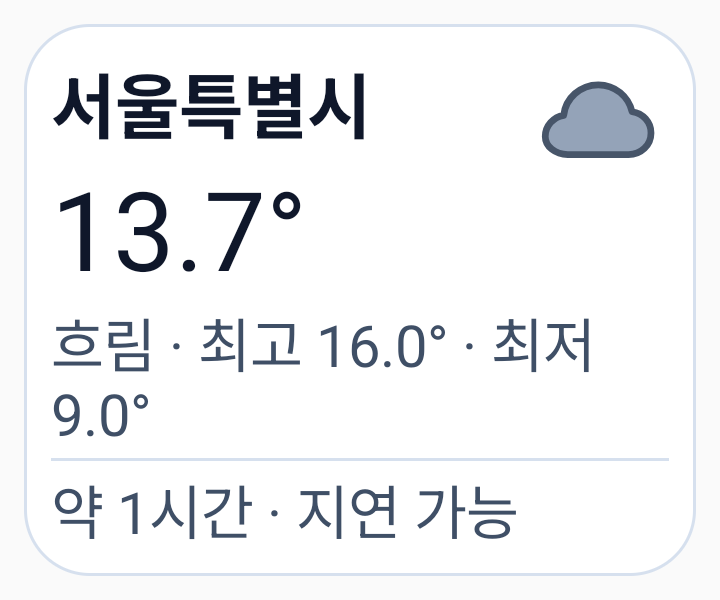 서울특별시
13.7°
흐림 · 최고 16.0° · 최저
9.0°
약 1시간 · 지연 가능